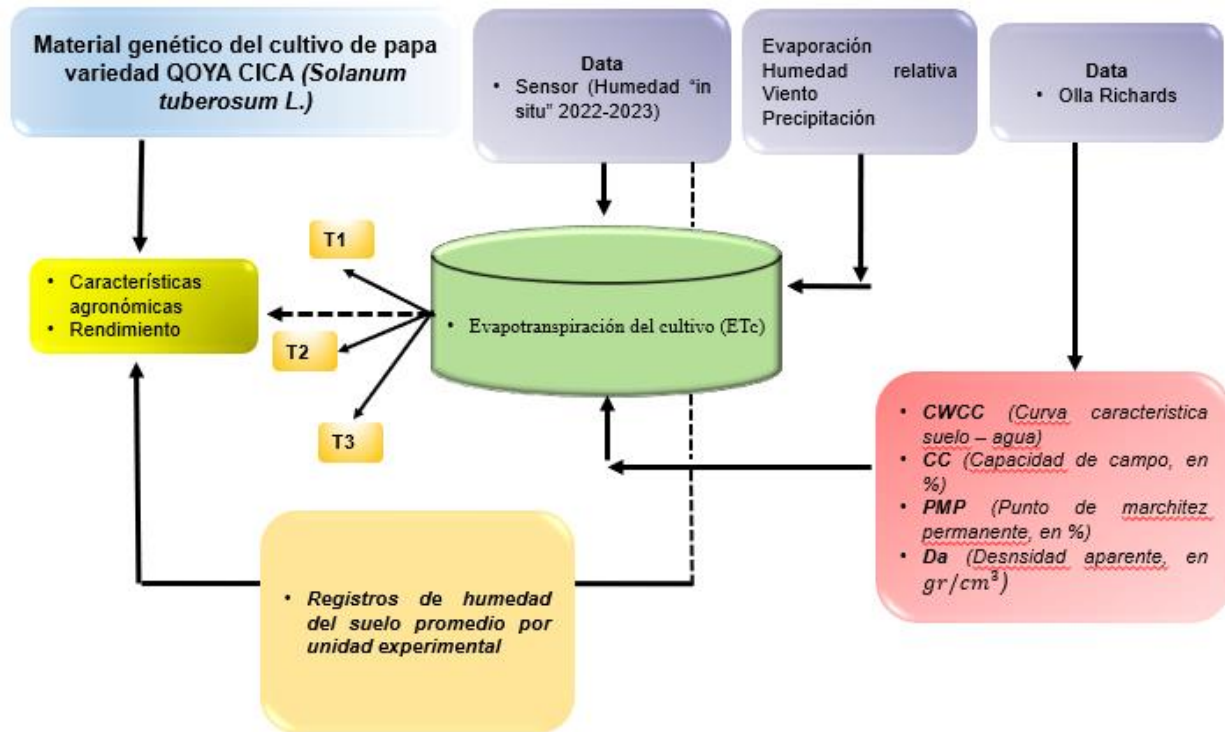 Material genético del cultivo de papa
variedad QOYA CICA (Solanum
tuberosum L.)
Data
• Sensor (Humedad “in
situ” 2022-2023)
Evaporación
Humedad relativa
Viento
Precipitación
Data
• Olla Richards
T1
• Características
agronómicas
• Rendimiento
• Evapotranspiración del cultivo (ETc)
T2
T3
• CWCC (Curva caracteristica
suelo – agua)
• CC (Capacidad de campo, en
%)
• PMP (Punto de marchitez
permanente, en %)
• Da (Desnsidad aparente, en
gr/cm³)
• Registros de humedad
del suelo promedio por
unidad experimental